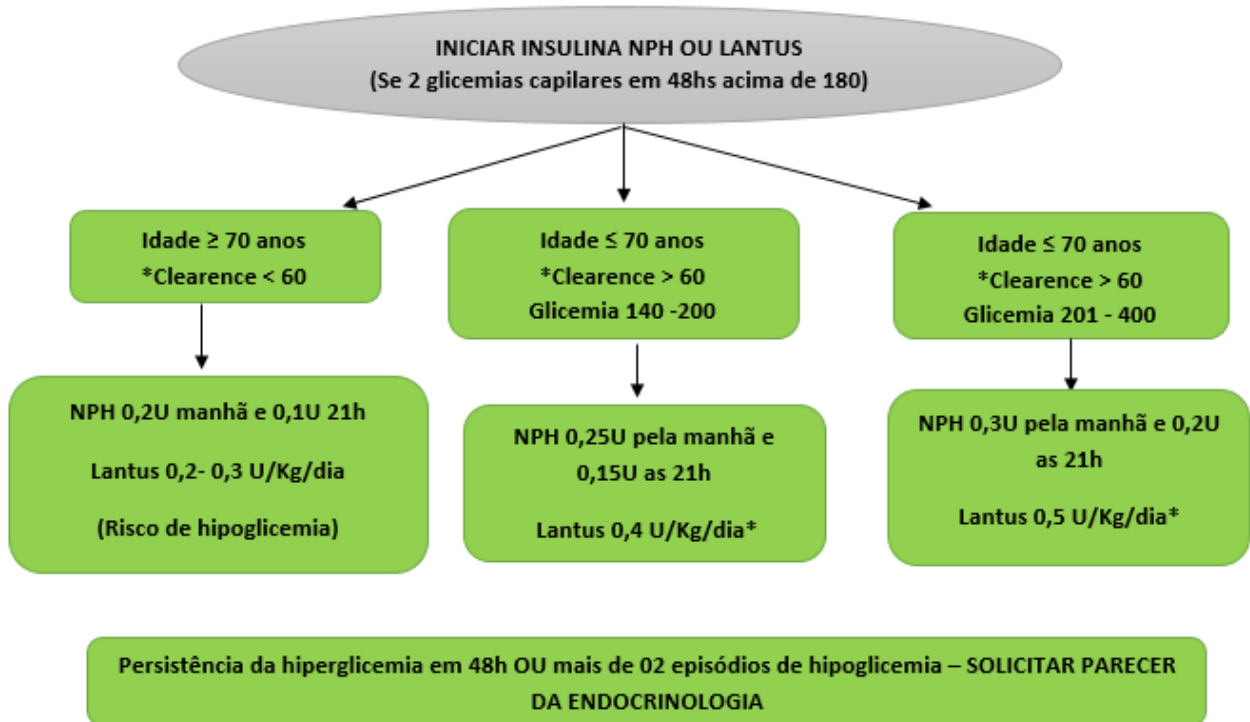 INICIAR INSULINA NPH OU LANTUS
(Se 2 glicemias capilares em 48hs acima de 180)
Idade ≥ 70 anos
*Clearence < 60
Idade ≤ 70 anos
*Clearence > 60
Glicemia 140 -200
Idade ≤ 70 anos
*Clearence > 60
Glicemia 201 - 400
NPH 0,2U manhã e 0,1U 21h
Lantus 0,2- 0,3 U/Kg/dia
(Risco de hipoglicemia)
NPH 0,25U pela manhã e
0,15U as 21h
Lantus 0,4 U/Kg/dia*
NPH 0,3U pela manhã e 0,2U
as 21h
Lantus 0,5 U/Kg/dia*
Persistência da hiperglicemia em 48h OU mais de 02 episódios de hipoglicemia – SOLICITAR PARECER
DA ENDOCRINOLOGIA